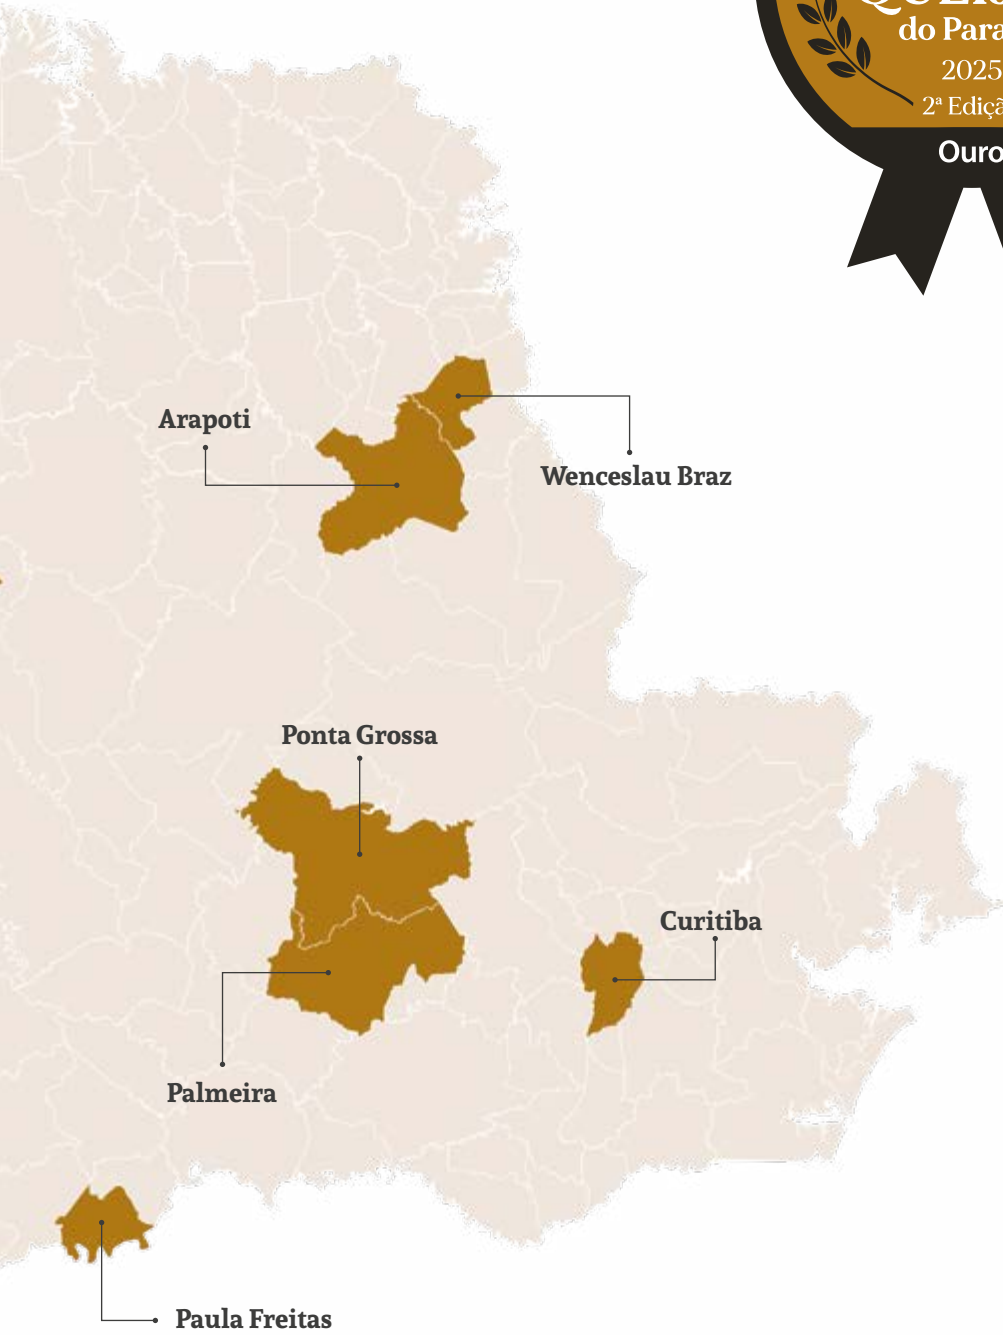 do Para
2025
2ª Ediçã
Ouro
Arapoti
Wenceslau Braz
Ponta Grossa
Curitiba
Palmeira
Paula Freitas